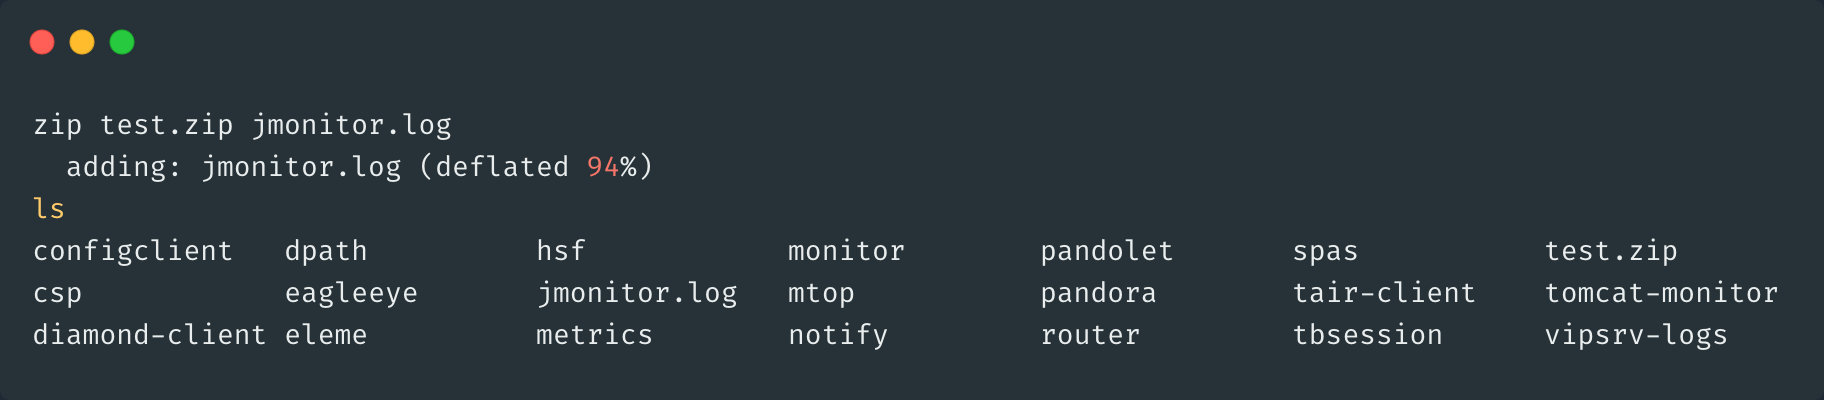 zip test.zip jmonitor.log
  adding: jmonitor.log (deflated 94%)
ls
configclient   dpath          hsf            monitor        pandolet       spas           test.zip
csp            eagleeye       jmonitor.log   mtop           pandora        tair-client    tomcat-monitor
diamond-client eleme          metrics        notify         router         tbsession      vipsrv-logs